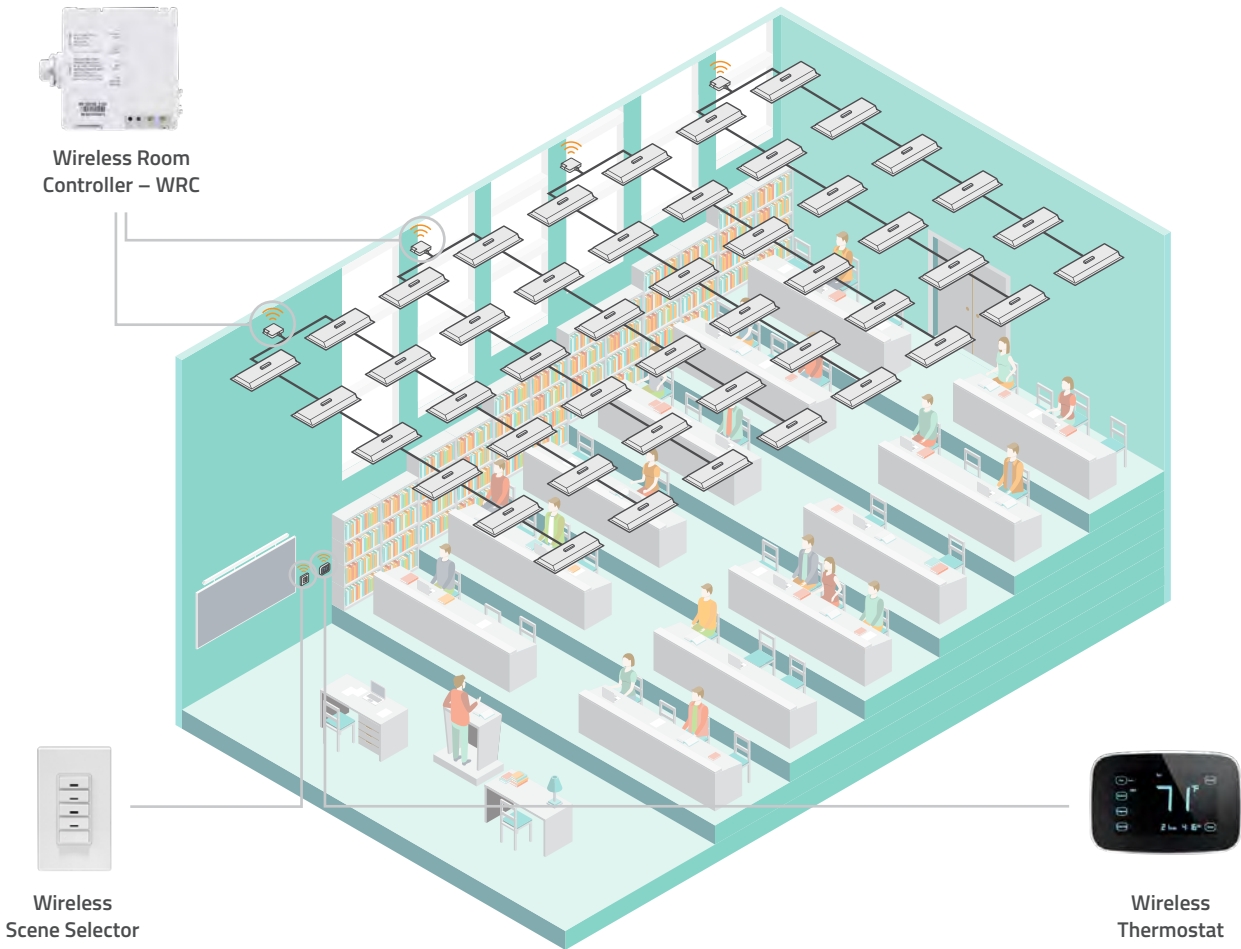 Wireless Room
Controller – WRC
71°F
Wireless
Scene Selector
Wireless
Thermostat